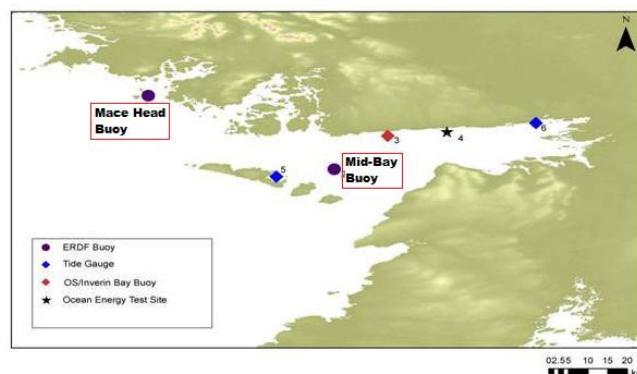 N
Mace Head
Buoy
3
4
6
Mid-Bay
Buoy
5
ERDF Buoy
Tide Gauge
OS/Inverin Bay Buoy
Ocean Energy Test Site
02.55 10 15 20